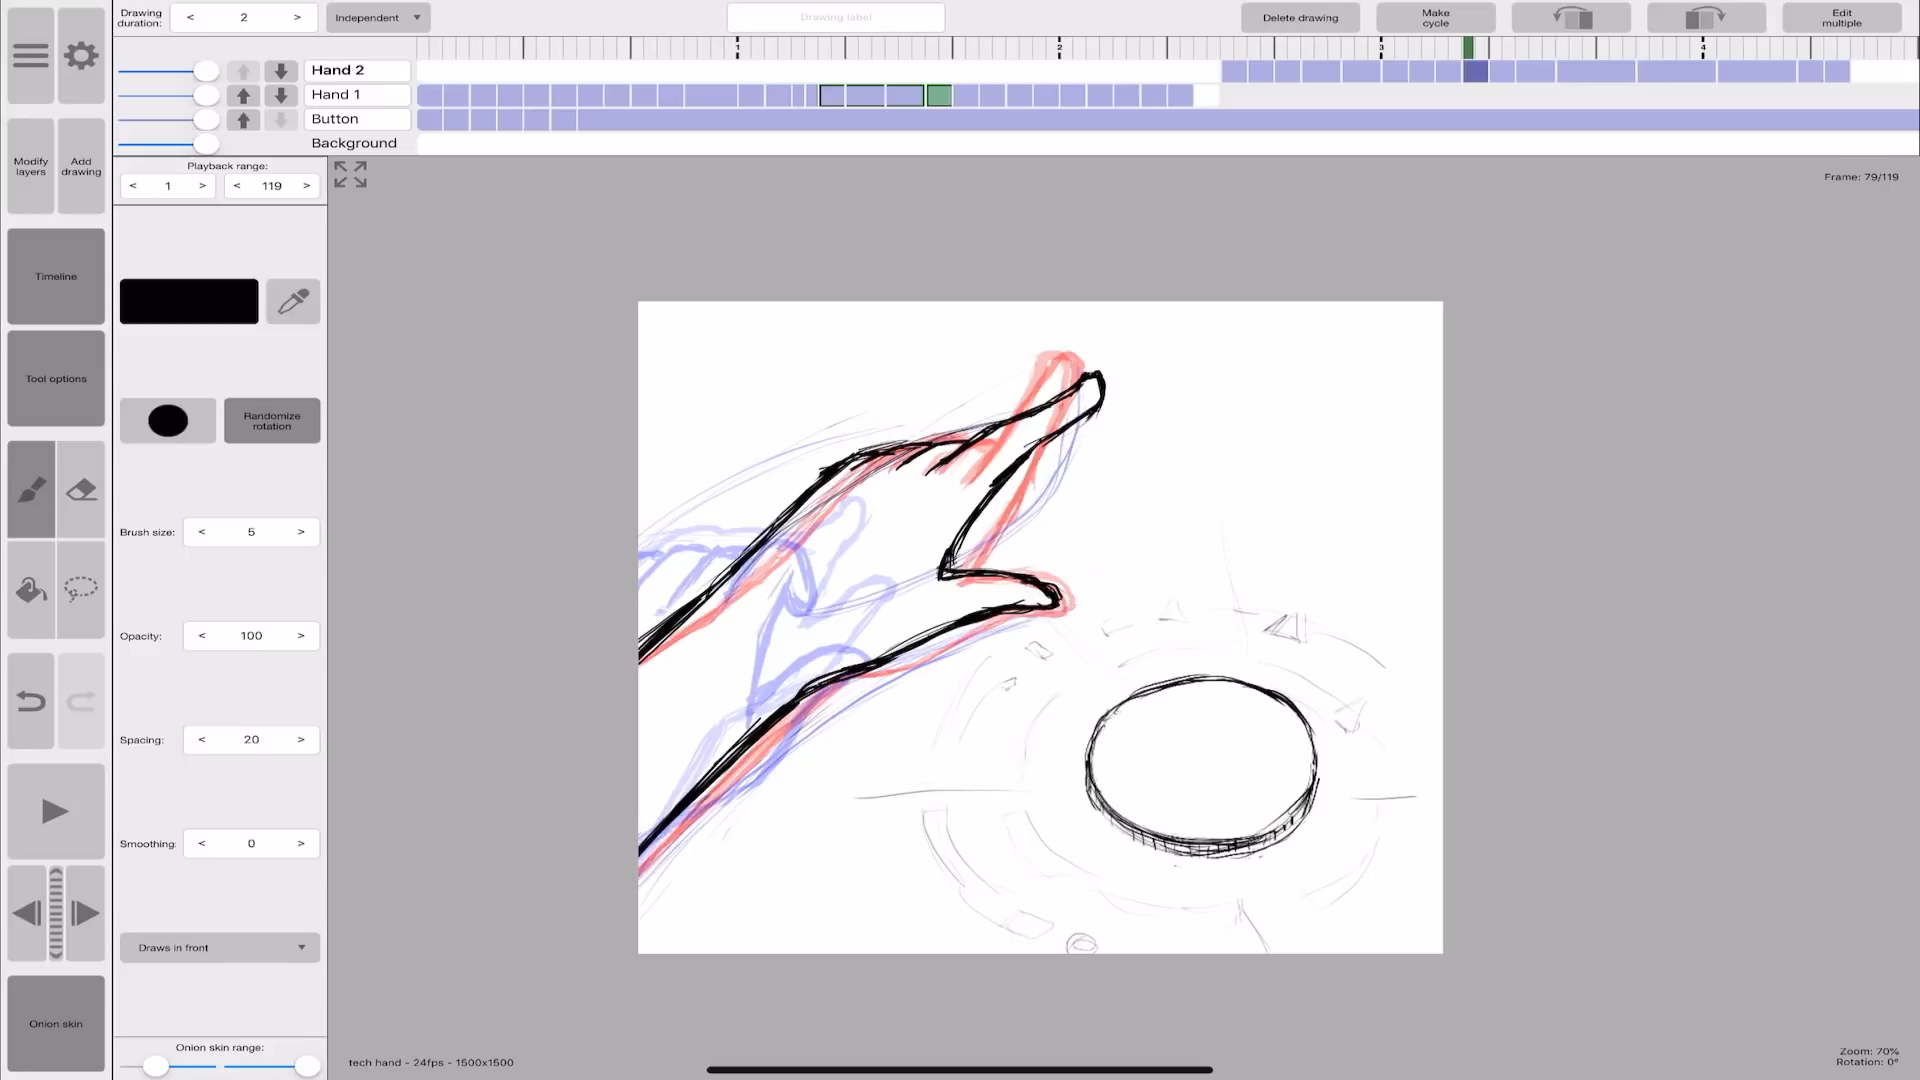 Drawing
duration:
< 2 >
Independent
Drawing label
Delete drawing
Make
cycle
Edit
multiple
1 2 3 4
Hand 2
Hand 1
Button
Background
Modify
layers
Add
drawing
Playback range:
< 1 > < 119 >
Frame: 79/119
Timeline
Tool options
Randomize
rotation
Brush size: < 5 >
Opacity: < 100 >
Spacing: < 20 >
Smoothing: < 0 >
Draws in front
Onion skin
Onion skin range:
tech hand - 24fps - 1500x1500
Zoom: 70%
Rotation: 0°